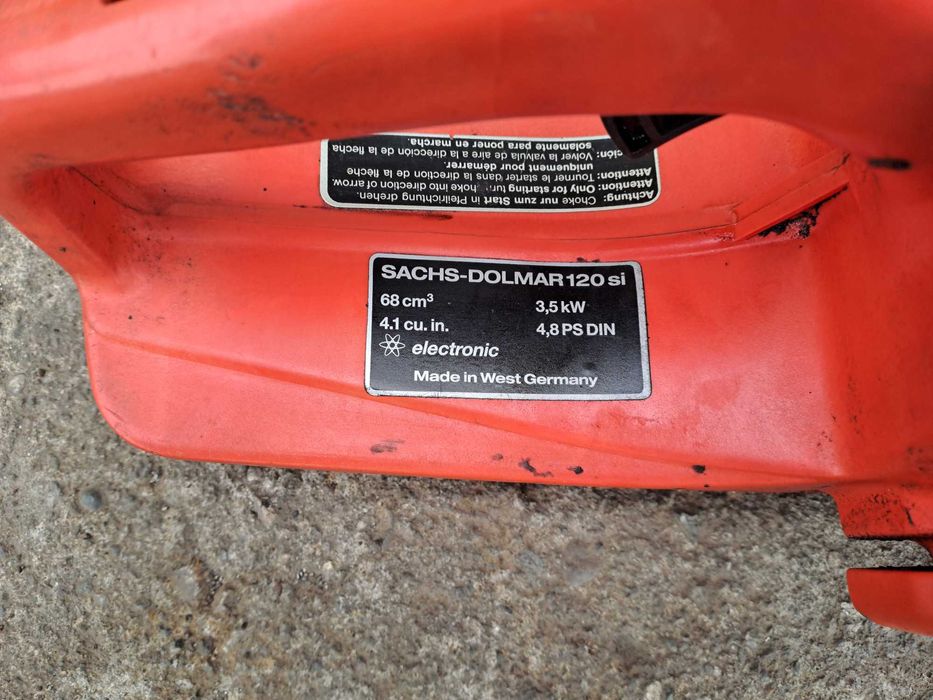 SACHS-DOLMAR 120 si
68 cm³ 3,5 kW
4.1 cu. in. 4,8 PS DIN
electronic
Made in West Germany
Achtung: Choke nur zum Start in Pfeilrichtung drehen.
Attention: Only for starting turn choke into direction of arrow.
Attention: Tourner le starter dans la direction de la flèche
uniquement pour démarrer.
ción: Volver la valvula de aire a la dirección de la flecha
solamente para poner en marcha.